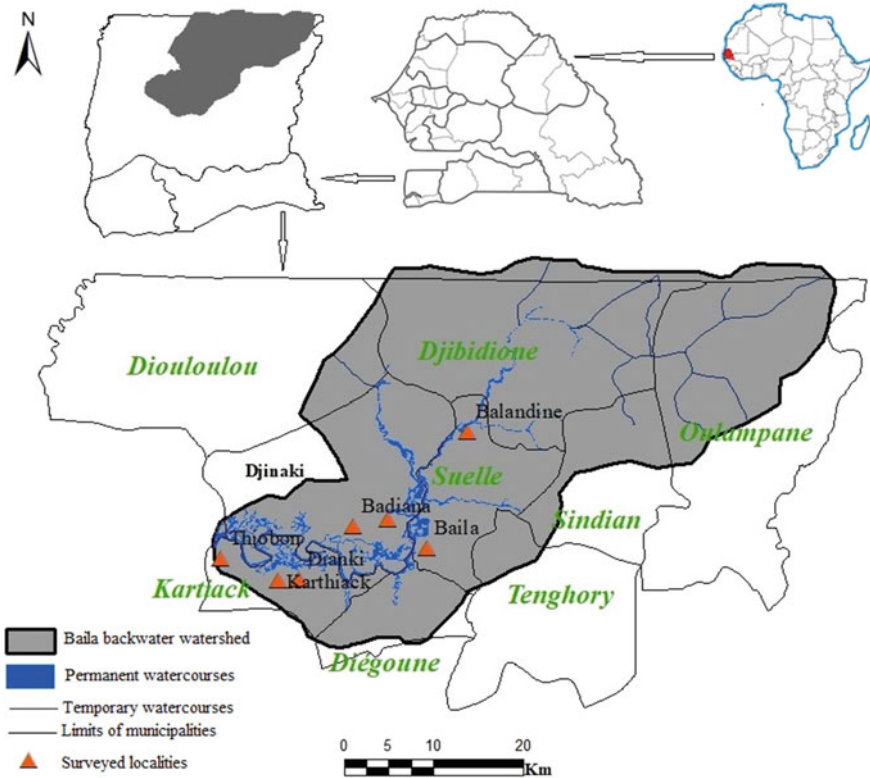 N
Diouloulou
Djibidione
Balandine
Oulampane
Djinaki
Suelle
Badiana
Sindian
Baila
Thiobon
Dianki
Karthiack
Kartiack
Tenghory
Diégoune
Baila backwater watershed
Permanent watercourses
Temporary watercourses
Limits of municipalities
Surveyed localities
0 5 10 20
Km